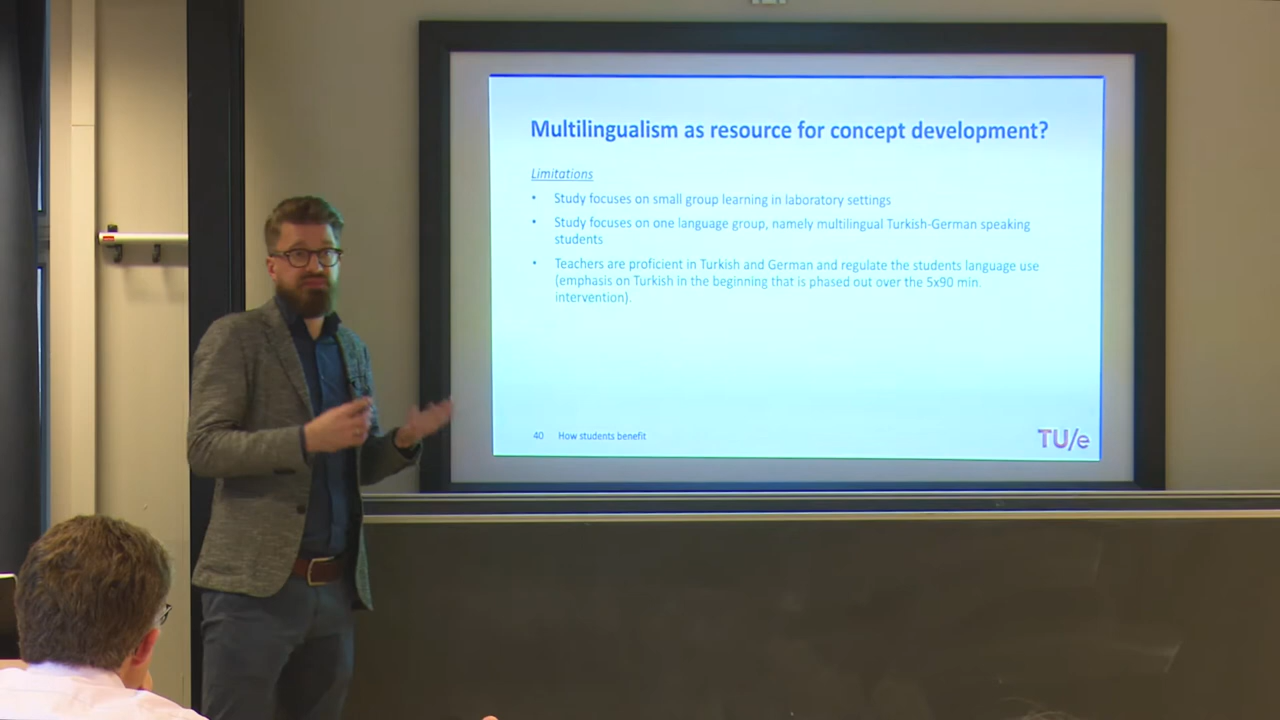 Multilingualism as resource for concept development?
Limitations
• Study focuses on small group learning in laboratory settings
• Study focuses on one language group, namely multilingual Turkish-German speaking
students
• Teachers are proficient in Turkish and German and regulate the students language use
(emphasis on Turkish in the beginning that is phased out over the 5x90 min.
intervention).
40 How students benefit
TU/e